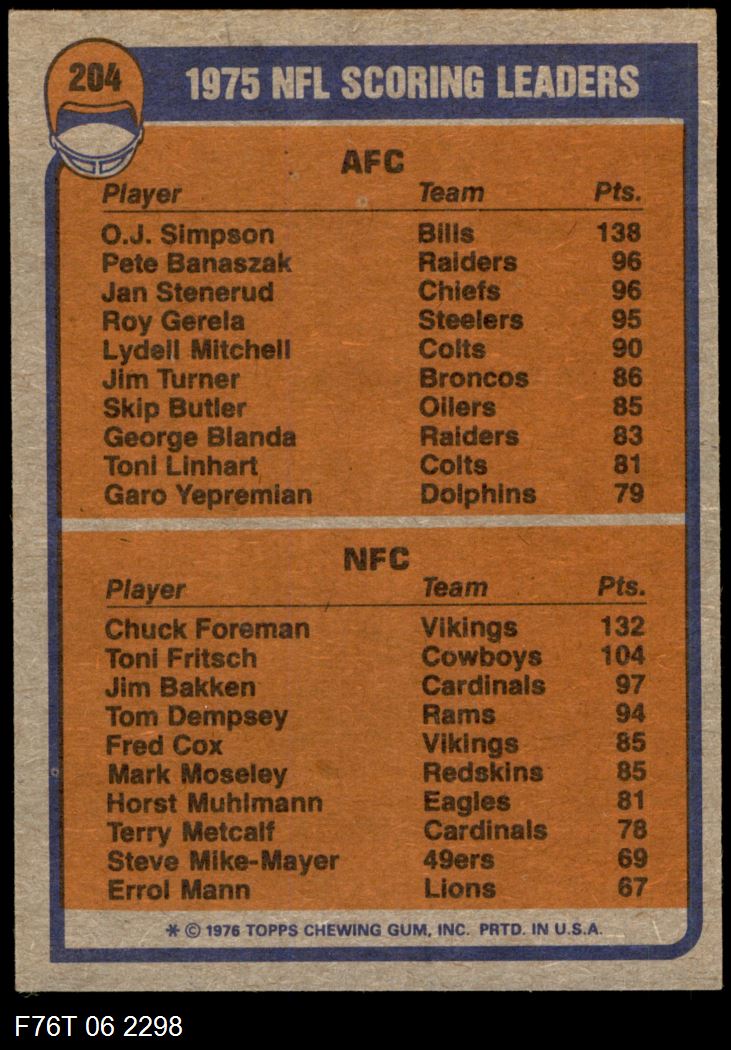 204
1975 NFL SCORING LEADERS
AFC
Player Team Pts.
O.J. Simpson Bills 138
Pete Banaszak Raiders 96
Jan Stenerud Chiefs 96
Roy Gerela Steelers 95
Lydell Mitchell Colts 90
Jim Turner Broncos 86
Skip Butler Oilers 85
George Blanda Raiders 83
Toni Linhart Colts 81
Garo Yepremian Dolphins 79
NFC
Player Team Pts.
Chuck Foreman Vikings 132
Toni Fritsch Cowboys 104
Jim Bakken Cardinals 97
Tom Dempsey Rams 94
Fred Cox Vikings 85
Mark Moseley Redskins 85
Horst Muhlmann Eagles 81
Terry Metcalf Cardinals 78
Steve Mike-Mayer 49ers 69
Errol Mann Lions 67
* © 1976 TOPPS CHEWING GUM, INC. PRTD. IN U.S.A.
F76T 06 2298